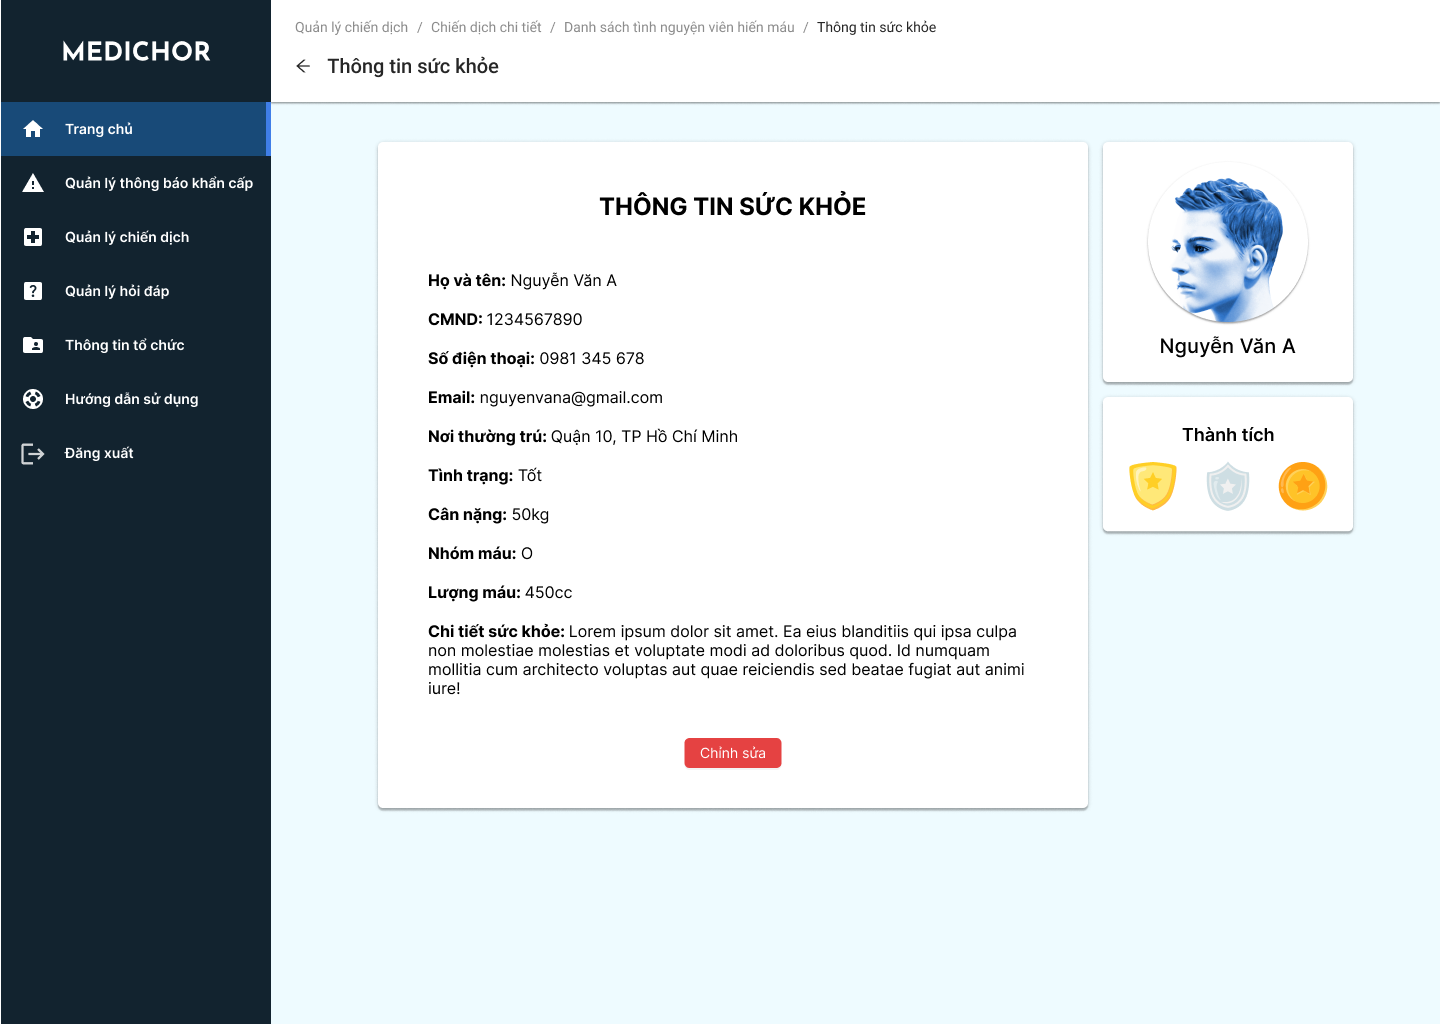 MEDICHOR
Trang chủ
Quản lý thông báo khẩn cấp
Quản lý chiến dịch
Quản lý hỏi đáp
Thông tin tổ chức
Hướng dẫn sử dụng
Đăng xuất
Quản lý chiến dịch / Chiến dịch chi tiết / Danh sách tình nguyện viên hiến máu / Thông tin sức khỏe
Thông tin sức khỏe
THÔNG TIN SỨC KHỎE
Họ và tên: Nguyễn Văn A
CMND: 1234567890
Số điện thoại: 0981 345 678
Email: nguyenvana@gmail.com
Nơi thường trú: Quận 10, TP Hồ Chí Minh
Tình trạng: Tốt
Cân nặng: 50kg
Nhóm máu: O
Lượng máu: 450cc
Chi tiết sức khỏe: Lorem ipsum dolor sit amet. Ea eius blanditiis qui ipsa culpa
non molestiae molestias et voluptate modi ad doloribus quod. Id numquam
mollitia cum architecto voluptas aut quae reiciendis sed beatae fugiat aut animi
iure!
Chỉnh sửa
Nguyễn Văn A
Thành tích